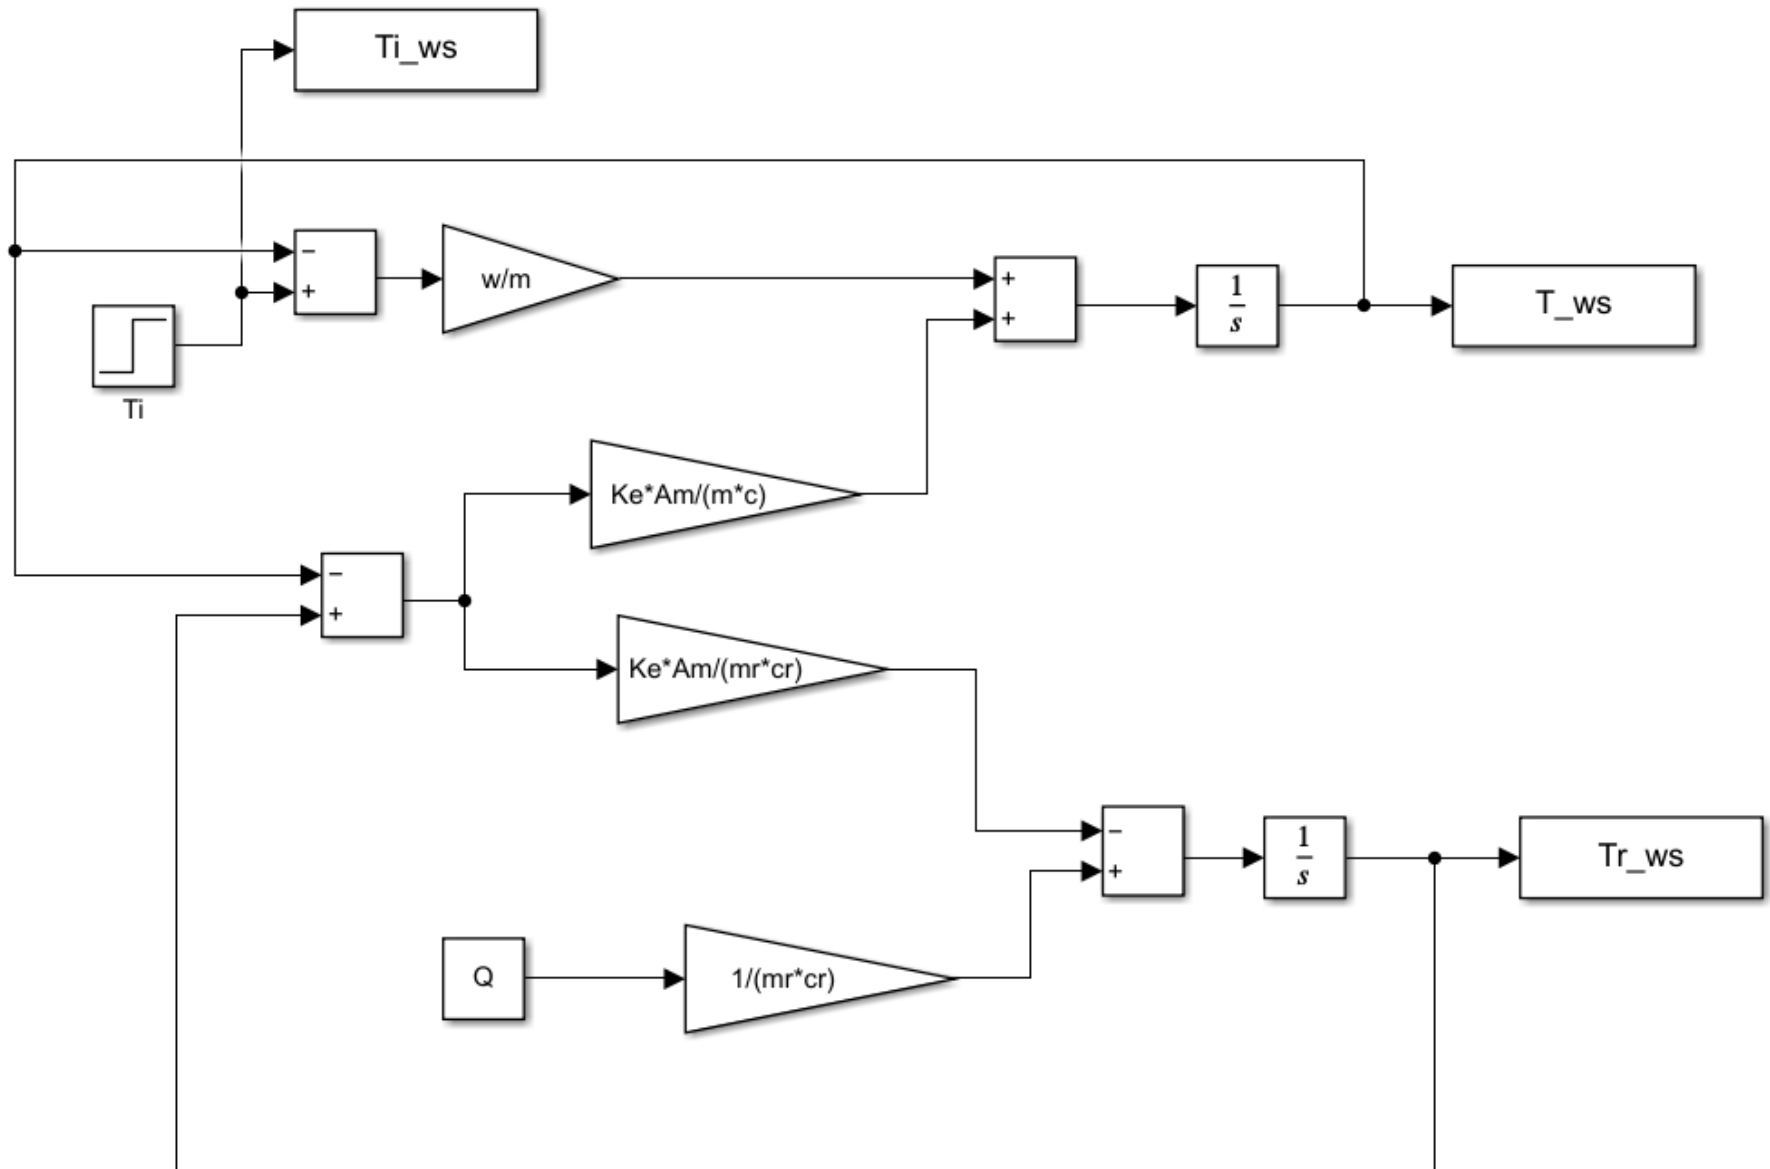 Ti_ws
−
+
w/m
+
+
1
s
T_ws
Ti
Ke*Am/(m*c)
−
+
Ke*Am/(mr*cr)
−
+
1
s
Tr_ws
Q
1/(mr*cr)